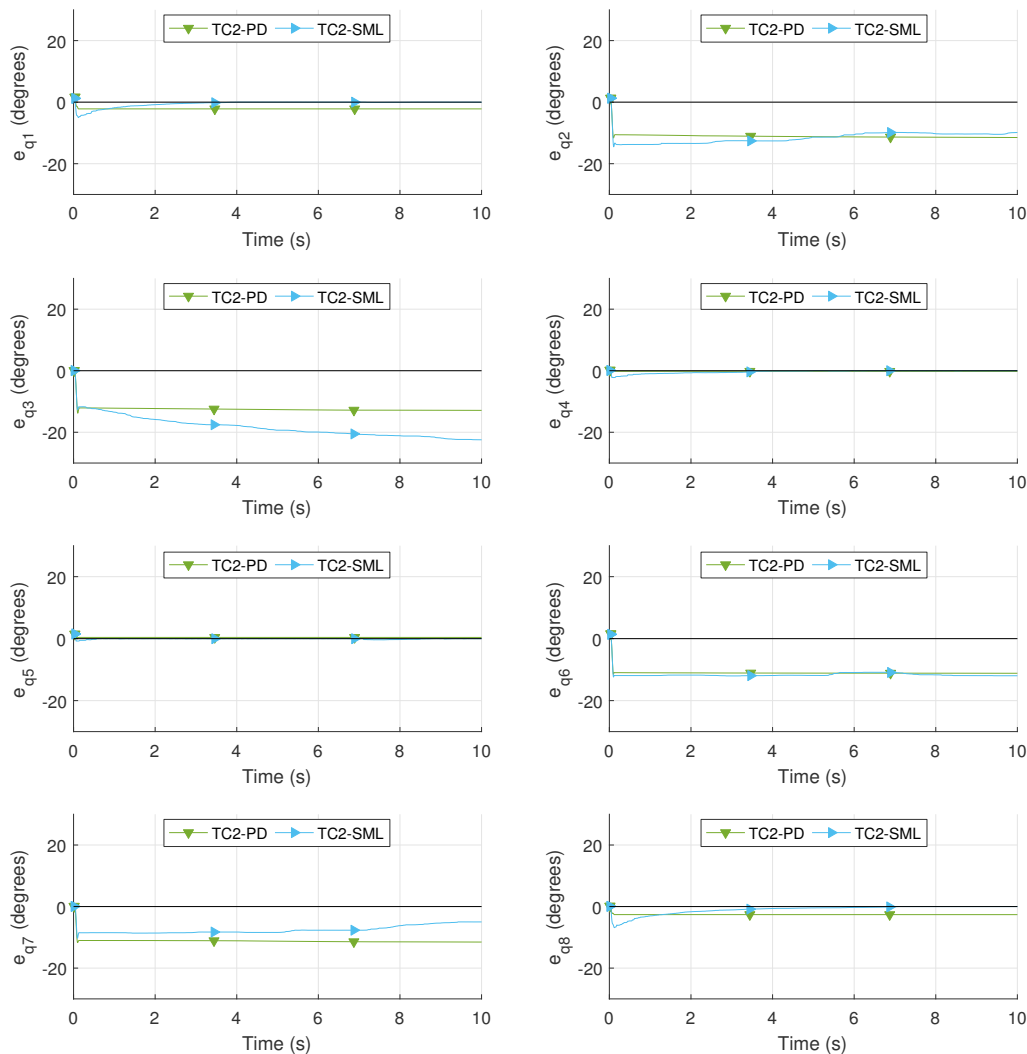 TC2-PD TC2-SML
20
0
-20
e_q1 (degrees)
0 2 4 6 8 10
Time (s)
TC2-PD TC2-SML
20
0
-20
e_q2 (degrees)
0 2 4 6 8 10
Time (s)
TC2-PD TC2-SML
20
0
-20
e_q3 (degrees)
0 2 4 6 8 10
Time (s)
TC2-PD TC2-SML
20
0
-20
e_q4 (degrees)
0 2 4 6 8 10
Time (s)
TC2-PD TC2-SML
20
0
-20
e_q5 (degrees)
0 2 4 6 8 10
Time (s)
TC2-PD TC2-SML
20
0
-20
e_q6 (degrees)
0 2 4 6 8 10
Time (s)
TC2-PD TC2-SML
20
0
-20
e_q7 (degrees)
0 2 4 6 8 10
Time (s)
TC2-PD TC2-SML
20
0
-20
e_q8 (degrees)
0 2 4 6 8 10
Time (s)